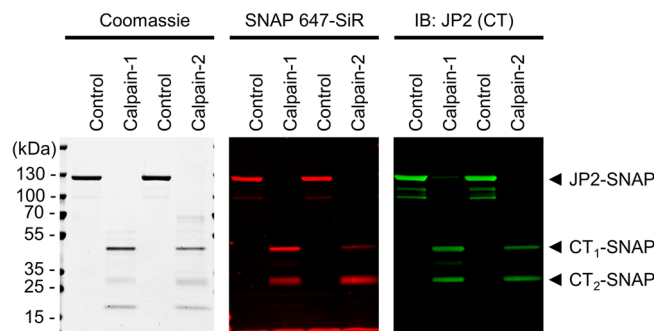 Coomassie SNAP 647-SiR IB: JP2 (CT)
Control Calpain-1 Control Calpain-2 Control Calpain-1 Control Calpain-2 Control Calpain-1 Control Calpain-2
(kDa)
130 - ◄ JP2-SNAP
100 -
70 -
55 -
◄ CT₁-SNAP
35 -
25 - ◄ CT₂-SNAP
15 -